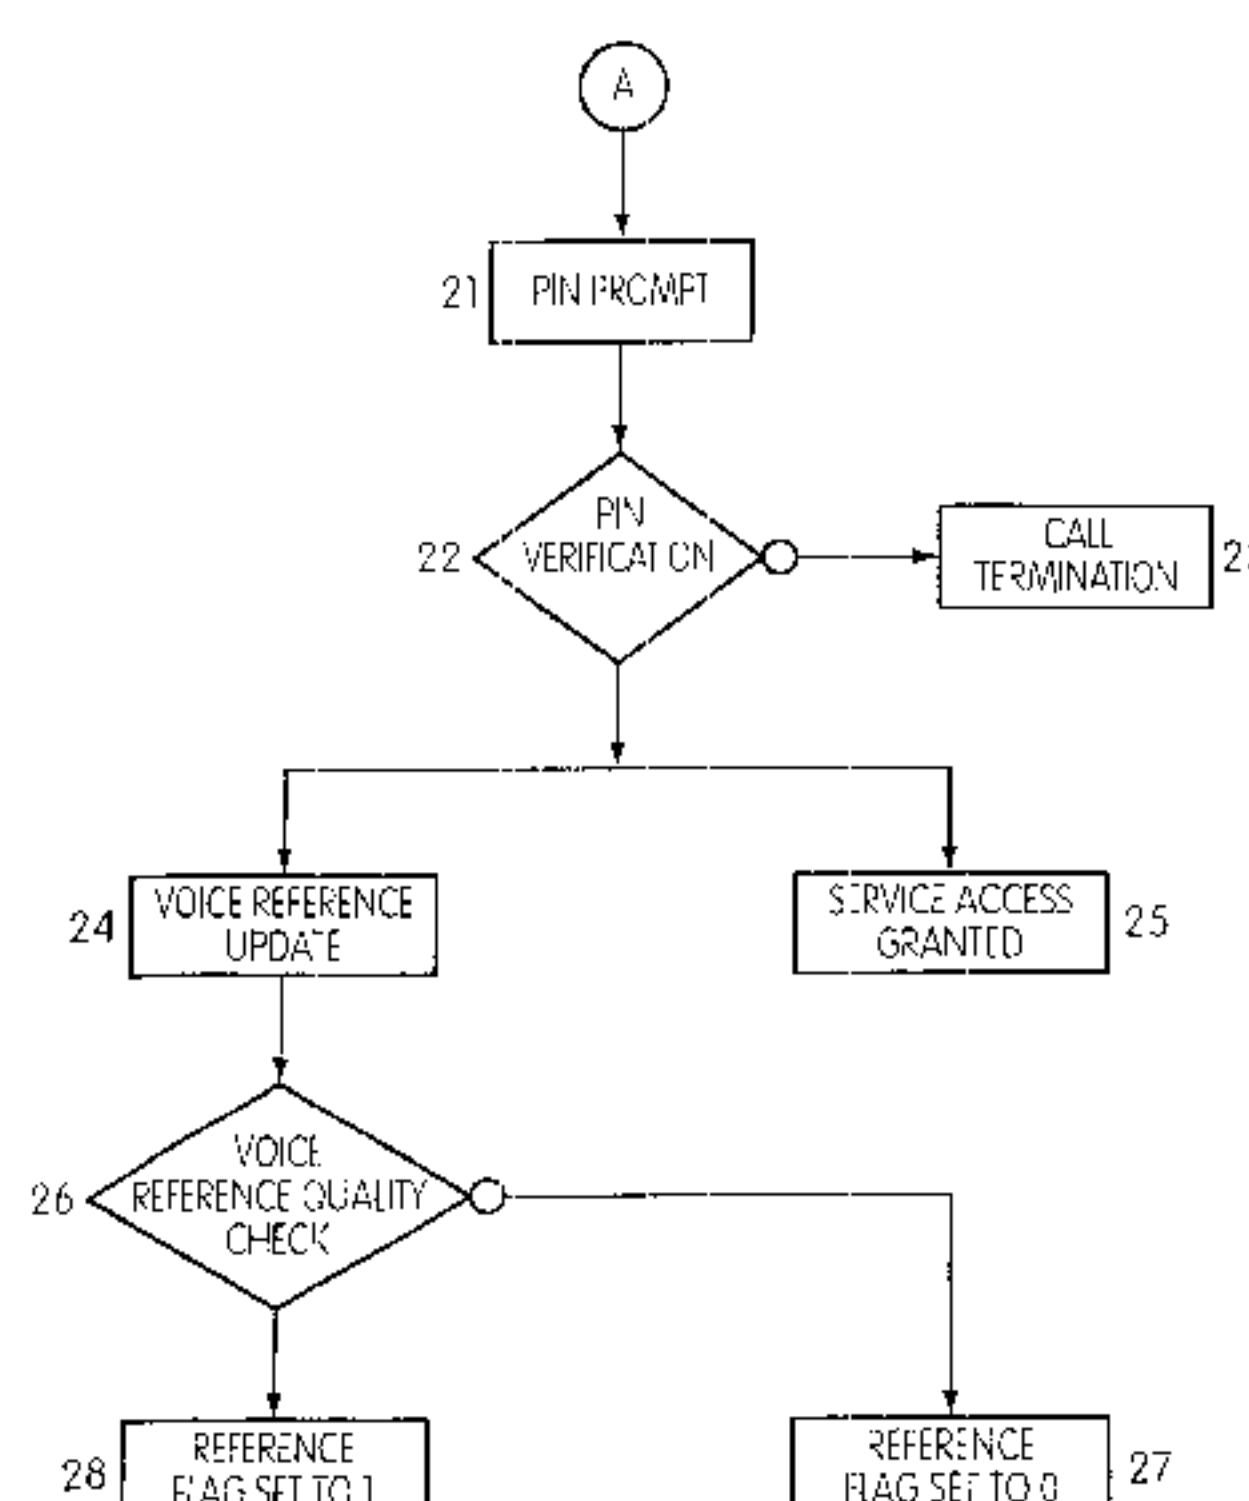 A
21
PIN PROMPT
PIN
22
VERIFICATION
CALL
TERMINATION
24
VOICE REFERENCE
UPDATE
SERVICE ACCESS
GRANTED
25
26
VOICE
REFERENCE QUALITY
CHECK
28
REFERENCE
FLAG SET TO 1
REFERENCE
FLAG SET TO 0
27